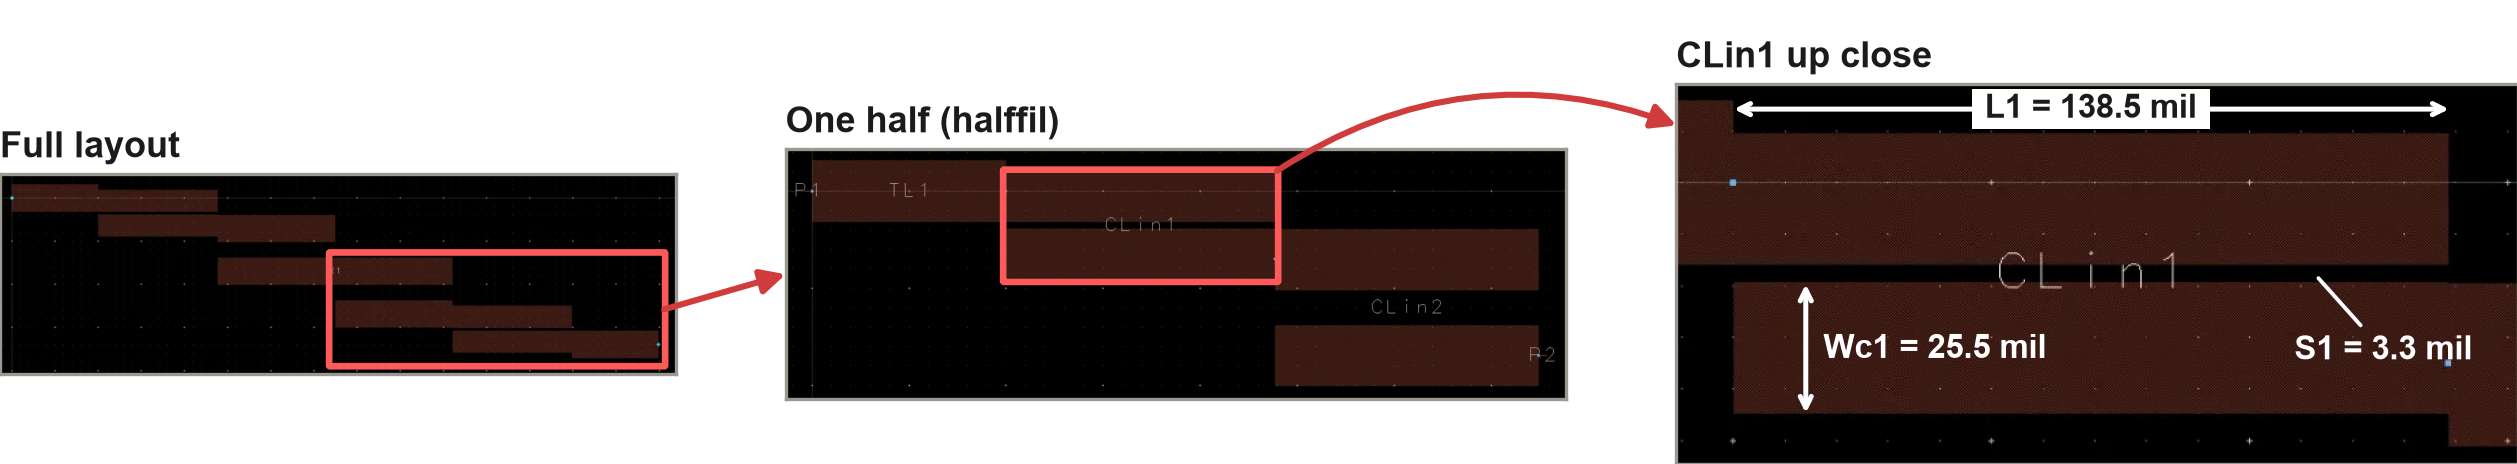 Full layout
One half (halffil)
P1
TL1
CLin1
CLin2
P2
CLin1 up close
L1 = 138.5 mil
CLin1
Wc1 = 25.5 mil
S1 = 3.3 mil